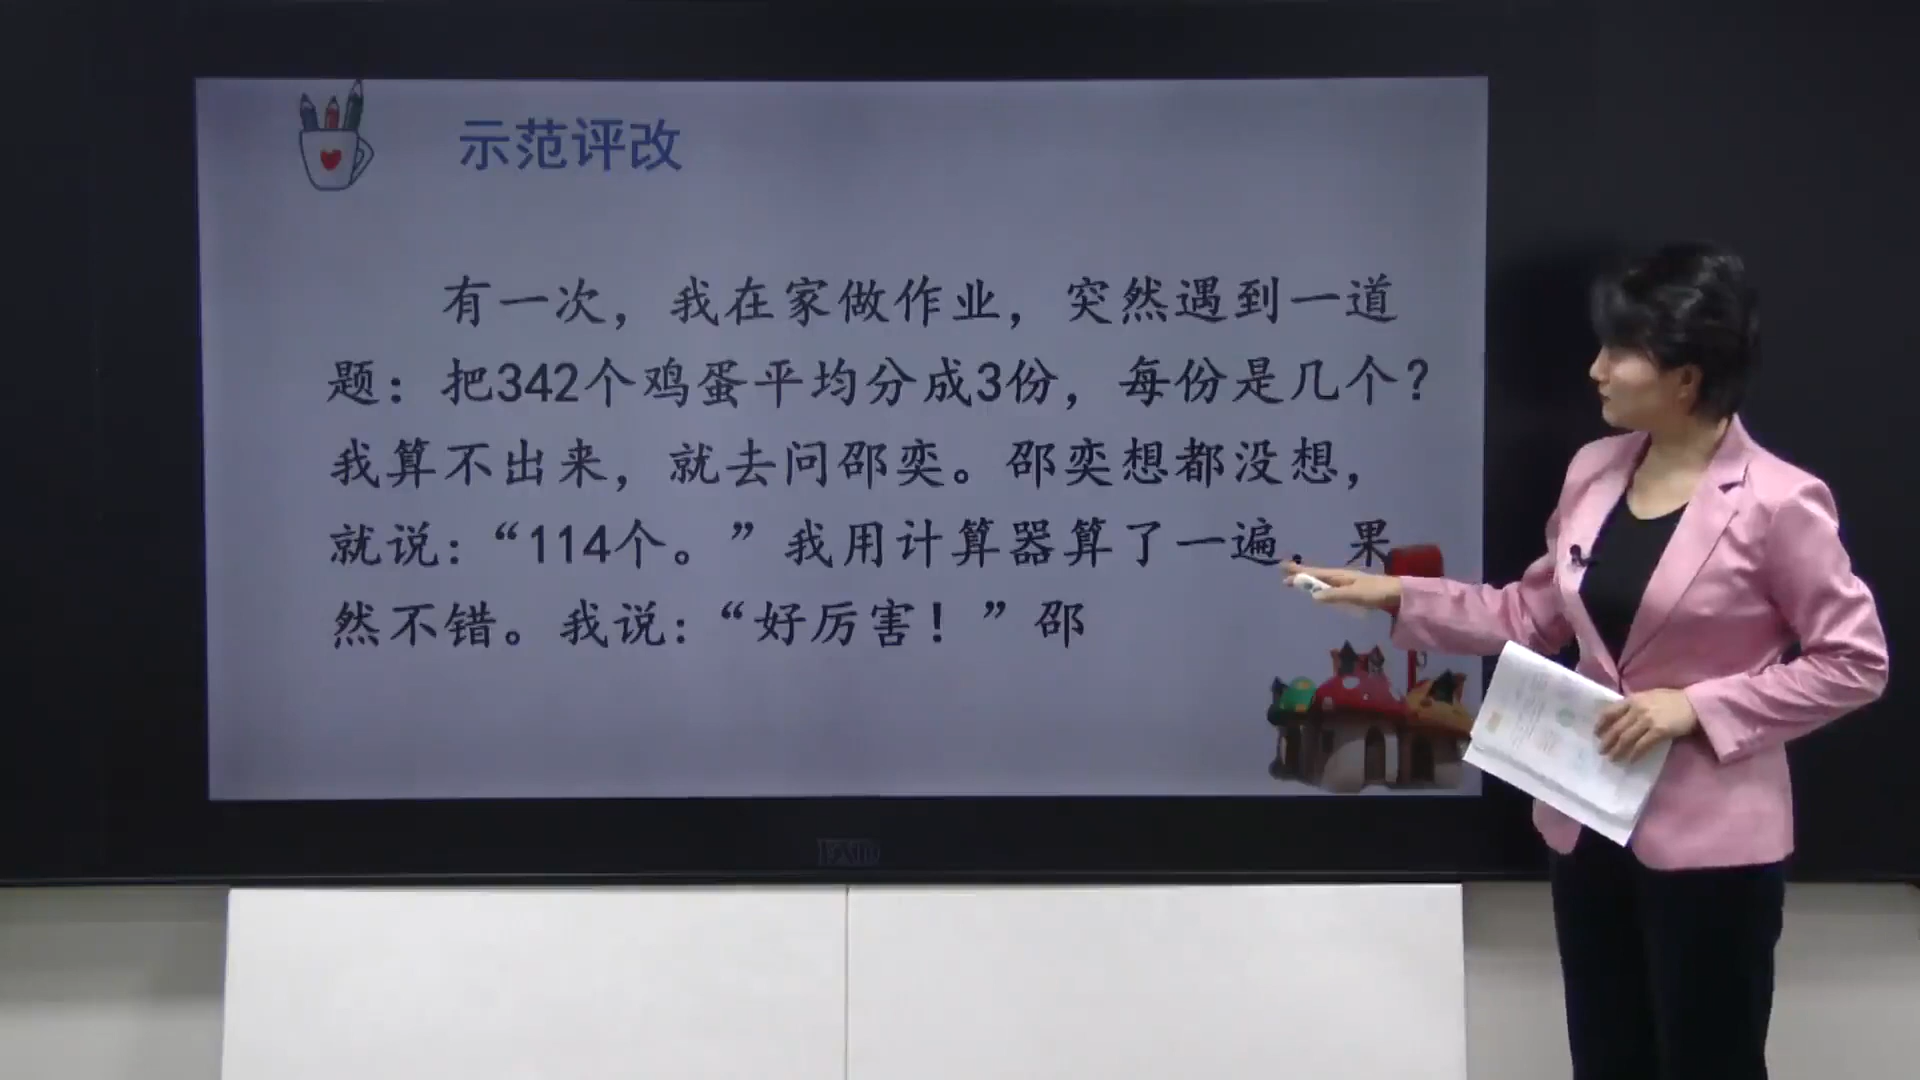 示范评改
有一次，我在家做作业，突然遇到一道
题：把342个鸡蛋平均分成3份，每份是几个？
我算不出来，就去问邵奕。邵奕想都没想，
就说：“114个。”我用计算器算了一遍，果
然不错。我说：“好厉害！”邵